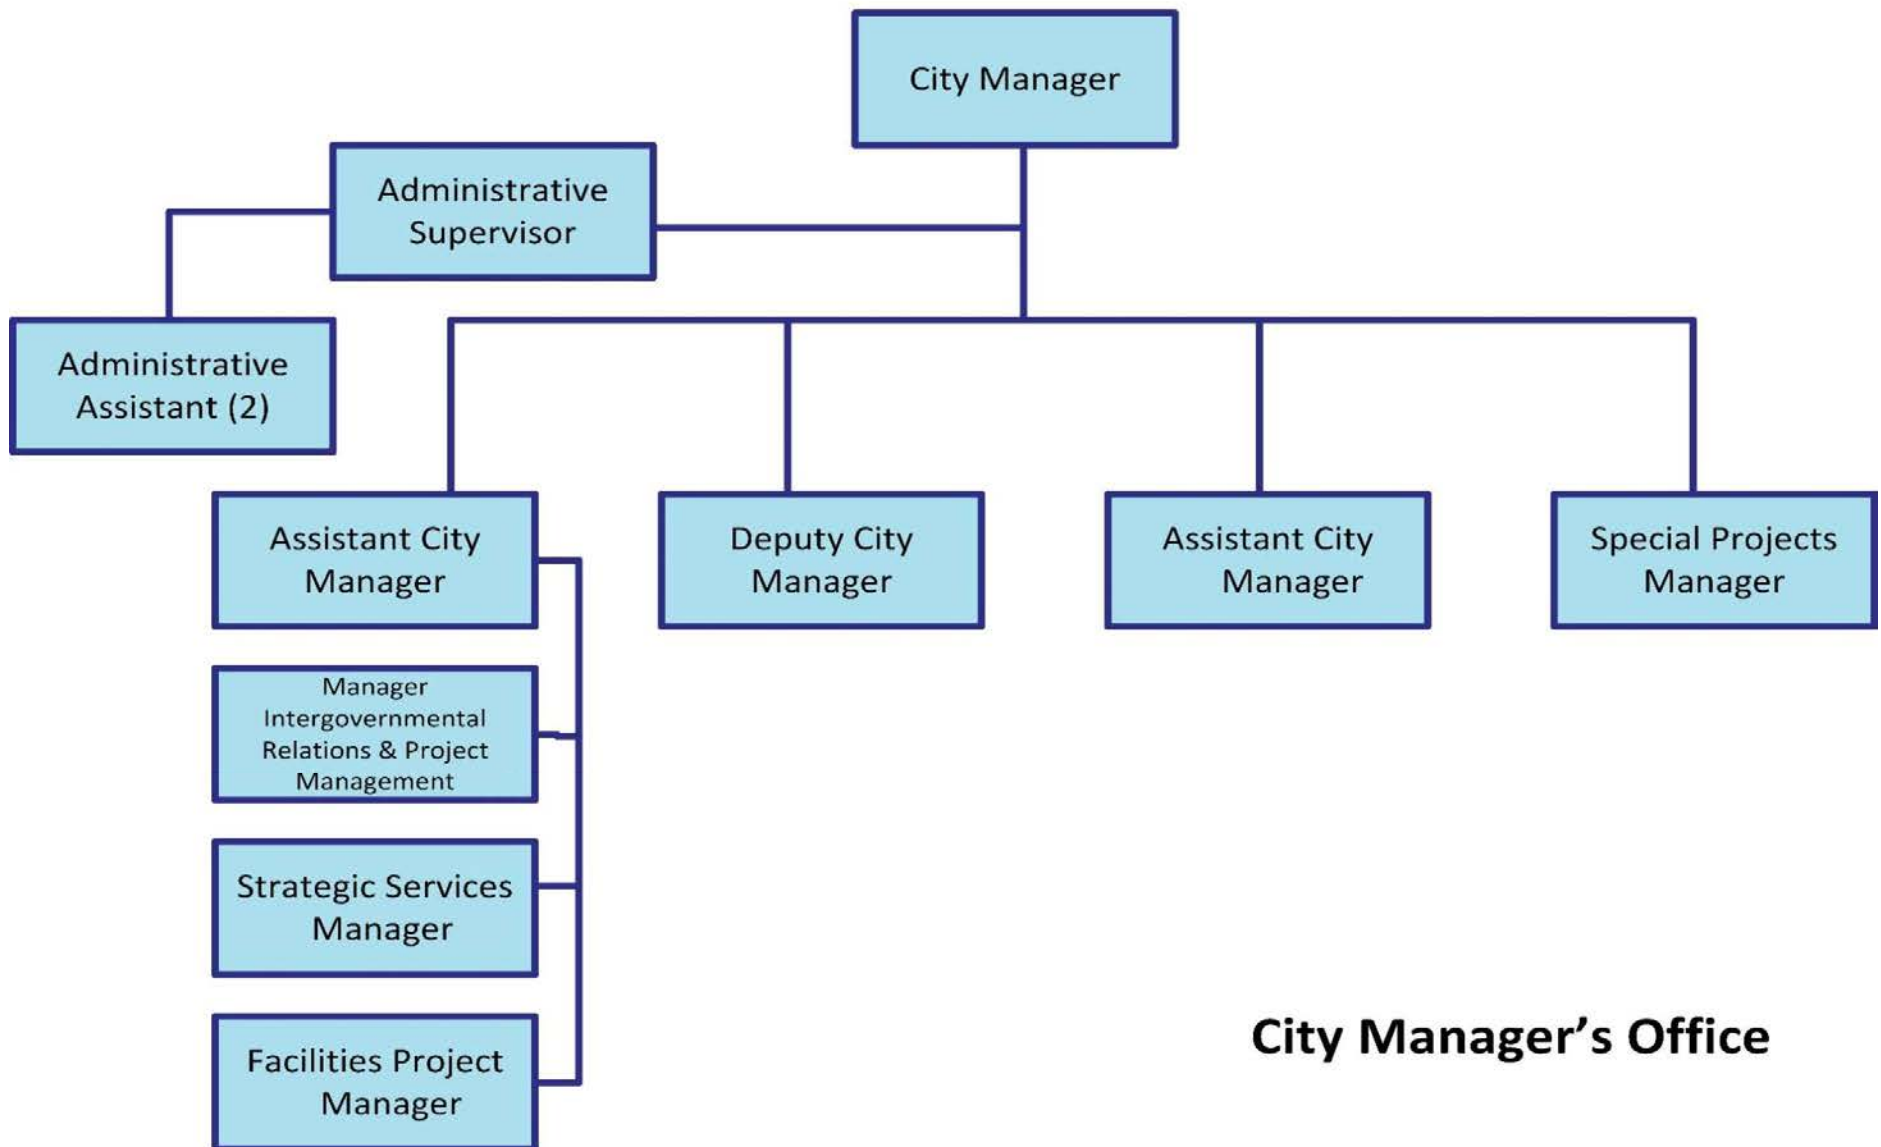 City Manager
Administrative
Supervisor
Administrative
Assistant (2)
Assistant City
Manager
Deputy City
Manager
Assistant City
Manager
Special Projects
Manager
Manager
Intergovernmental
Relations & Project
Management
Strategic Services
Manager
Facilities Project
Manager
City Manager’s Office